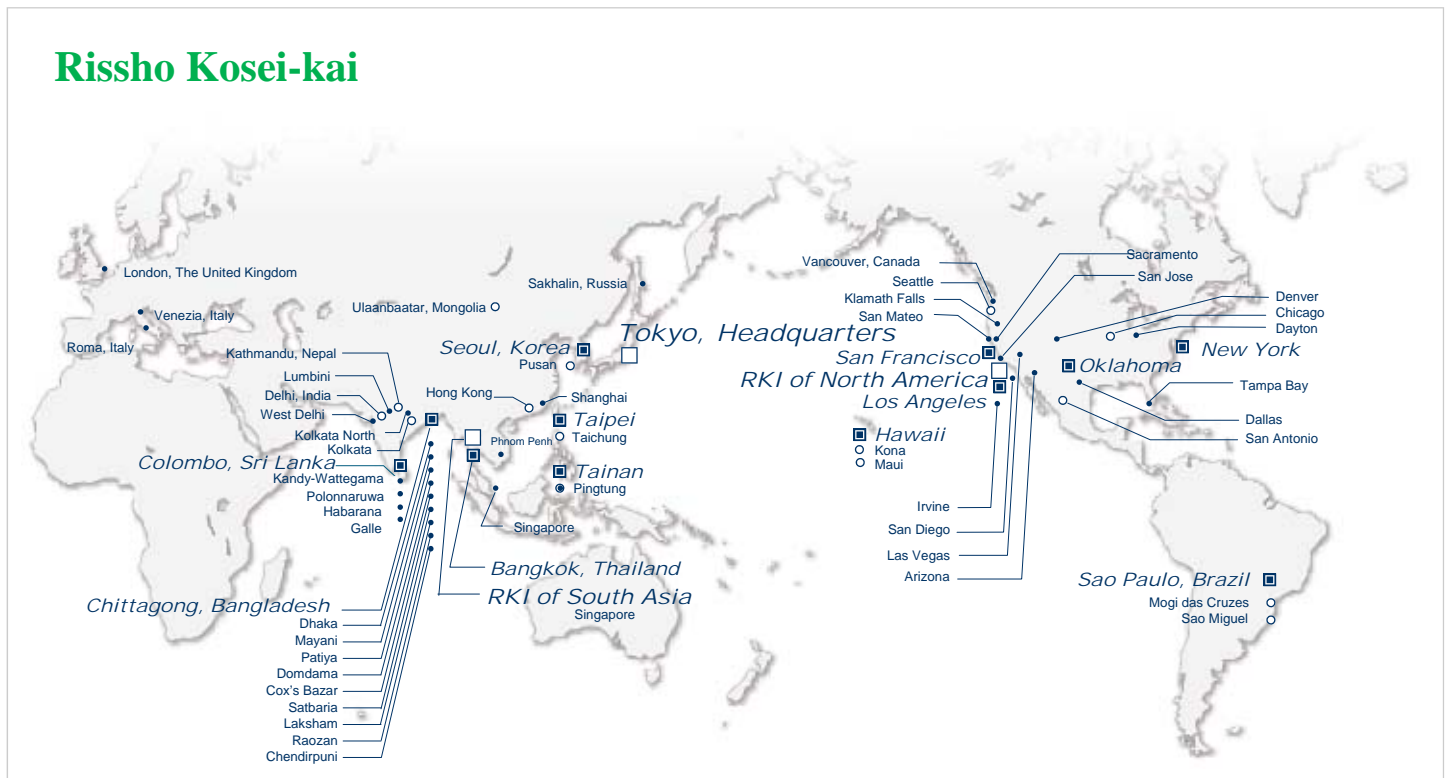 Rissho Kosei-kai
London, The United Kingdom
Venezia, Italy
Roma, Italy
Ulaanbaatar, Mongolia
Sakhalin, Russia
Tokyo, Headquarters
Seoul, Korea
Pusan
Kathmandu, Nepal
Lumbini
Delhi, India
West Delhi
Kolkata North
Kolkata
Hong Kong
Shanghai
Taipei
Taichung
Phnom Penh
Tainan
Pingtung
Colombo, Sri Lanka
Kandy-Wattegama
Polonnaruwa
Habarana
Galle
Singapore
Bangkok, Thailand
RKI of South Asia
Singapore
Chittagong, Bangladesh
Dhaka
Mayani
Patiya
Domdama
Cox's Bazar
Satbaria
Laksham
Raozan
Chendirpuni
Vancouver, Canada
Seattle
Klamath Falls
San Mateo
San Francisco
RKI of North America
Los Angeles
Hawaii
Kona
Maui
Irvine
San Diego
Las Vegas
Arizona
Sacramento
San Jose
Denver
Chicago
Dayton
New York
Oklahoma
Tampa Bay
Dallas
San Antonio
Sao Paulo, Brazil
Mogi das Cruzes
Sao Miguel